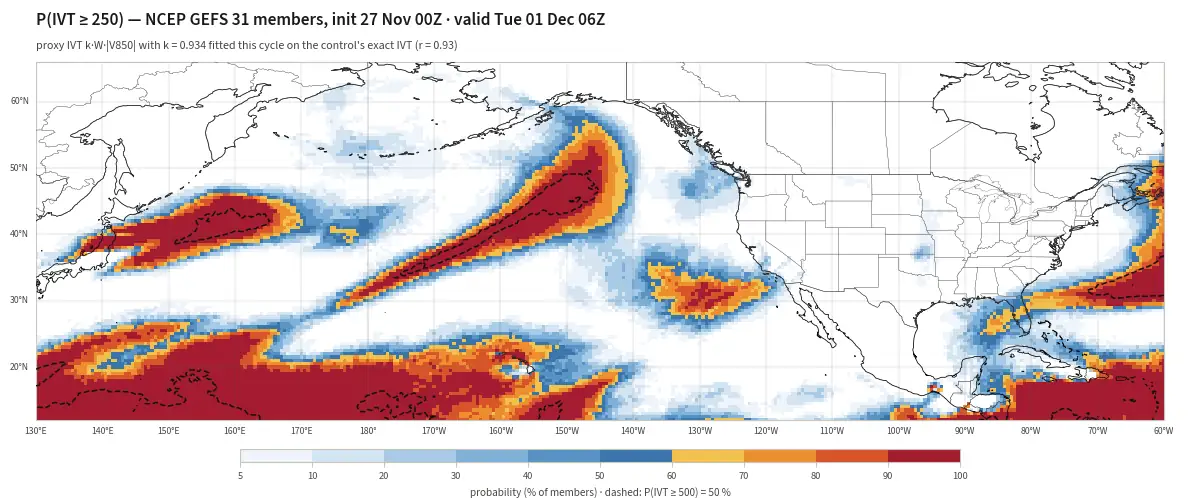 P(IVT ≥ 250) — NCEP GEFS 31 members, init 27 Nov 00Z · valid Tue 01 Dec 06Z
proxy IVT k·W·|V850| with k = 0.934 fitted this cycle on the control's exact IVT (r = 0.93)
60°N
50°N
40°N
30°N
20°N
130°E 140°E 150°E 160°E 170°E 180° 170°W 160°W 150°W 140°W 130°W 120°W 110°W 100°W 90°W 80°W 70°W 60°W
5 10 20 30 40 50 60 70 80 90 100
probability (% of members) · dashed: P(IVT ≥ 500) = 50 %